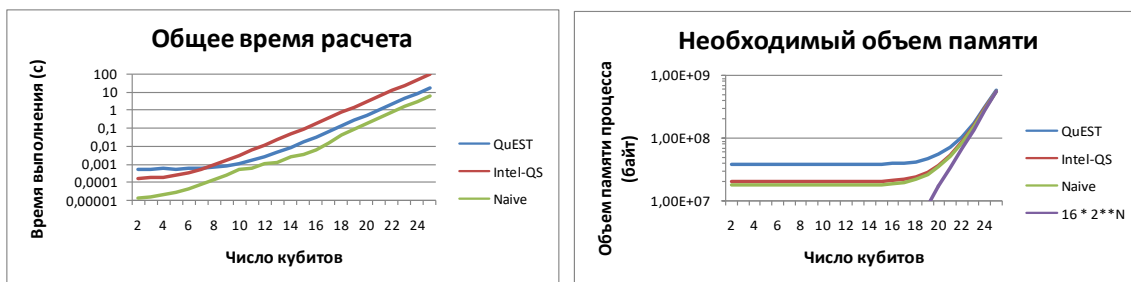 Общее время расчета
Время выполнения (с)
100
10
1
0,1
0,01
0,001
0,0001
0,00001
2 4 6 8 10 12 14 16 18 20 22 24
Число кубитов
QuEST
Intel-QS
Naive
Необходимый объем памяти
Объем памяти процесса
(байт)
1,00E+09
1,00E+08
1,00E+07
2 4 6 8 10 12 14 16 18 20 22 24
Число кубитов
QuEST
Intel-QS
Naive
16 * 2**N